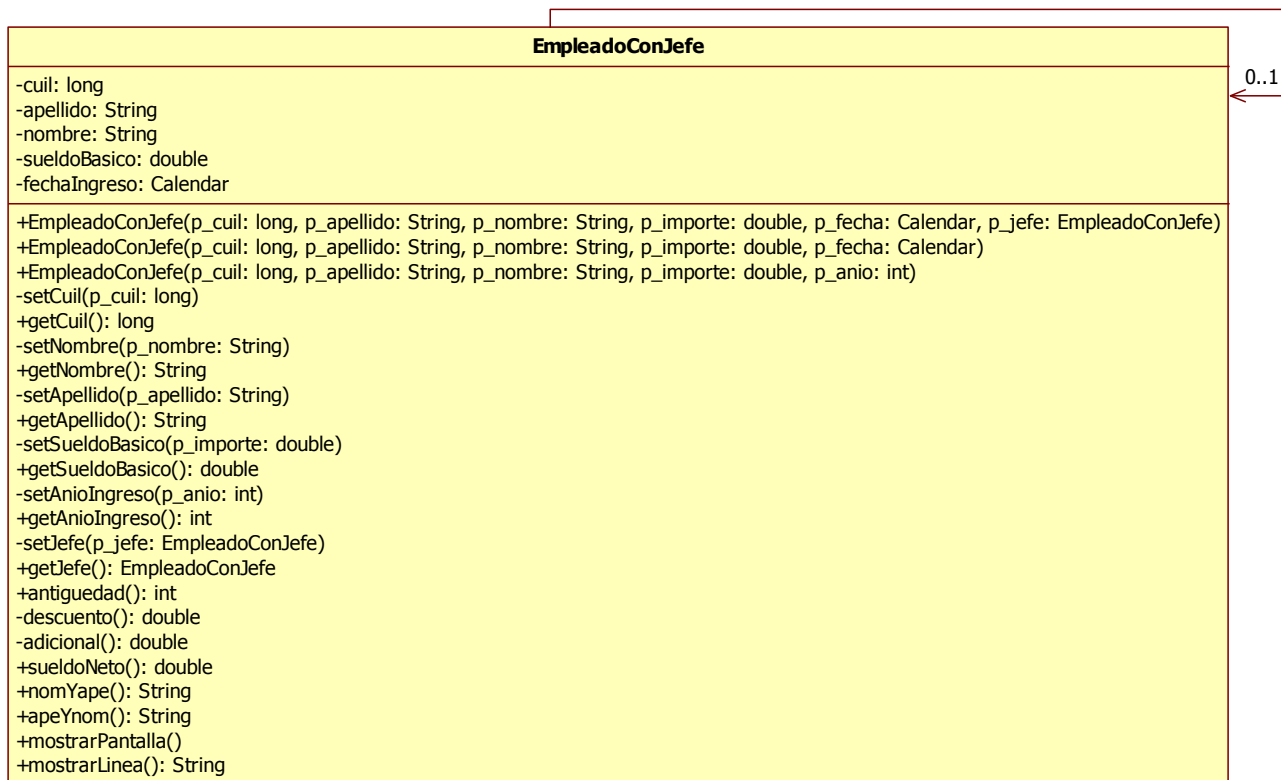 EmpleadoConJefe
0..1
-cuil: long
-apellido: String
-nombre: String
-sueldoBasico: double
-fechaIngreso: Calendar
+EmpleadoConJefe(p_cuil: long, p_apellido: String, p_nombre: String, p_importe: double, p_fecha: Calendar, p_jefe: EmpleadoConJefe)
+EmpleadoConJefe(p_cuil: long, p_apellido: String, p_nombre: String, p_importe: double, p_fecha: Calendar)
+EmpleadoConJefe(p_cuil: long, p_apellido: String, p_nombre: String, p_importe: double, p_anio: int)
-setCuil(p_cuil: long)
+getCuil(): long
-setNombre(p_nombre: String)
+getNombre(): String
-setApellido(p_apellido: String)
+getApellido(): String
-setSueldoBasico(p_importe: double)
+getSueldoBasico(): double
-setAnioIngreso(p_anio: int)
+getAnioIngreso(): int
-setJefe(p_jefe: EmpleadoConJefe)
+getJefe(): EmpleadoConJefe
+antiguedad(): int
-descuento(): double
-adicional(): double
+sueldoNeto(): double
+nomYape(): String
+apeYnom(): String
+mostrarPantalla()
+mostrarLinea(): String